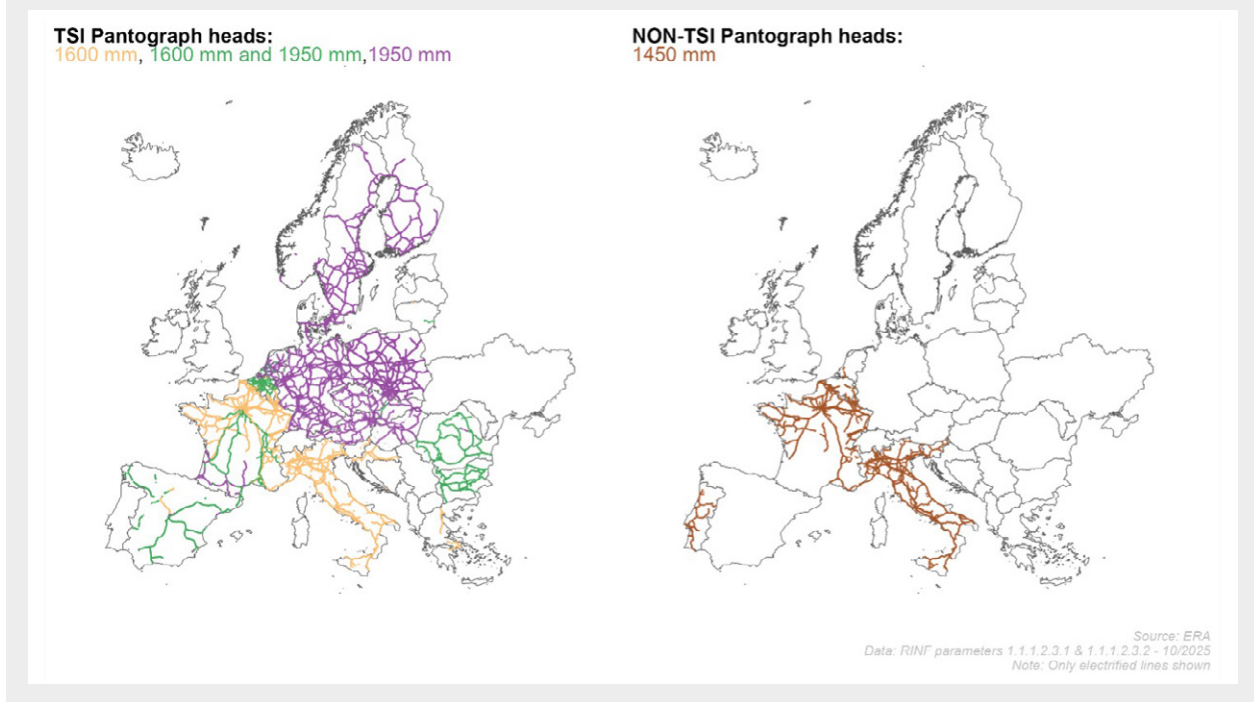 TSI Pantograph heads:
1600 mm, 1600 mm and 1950 mm,1950 mm
NON-TSI Pantograph heads:
1450 mm
Source: ERA
Data: RINF parameters 1.1.1.2.3.1 & 1.1.1.2.3.2 - 10/2025
Note: Only electrified lines shown